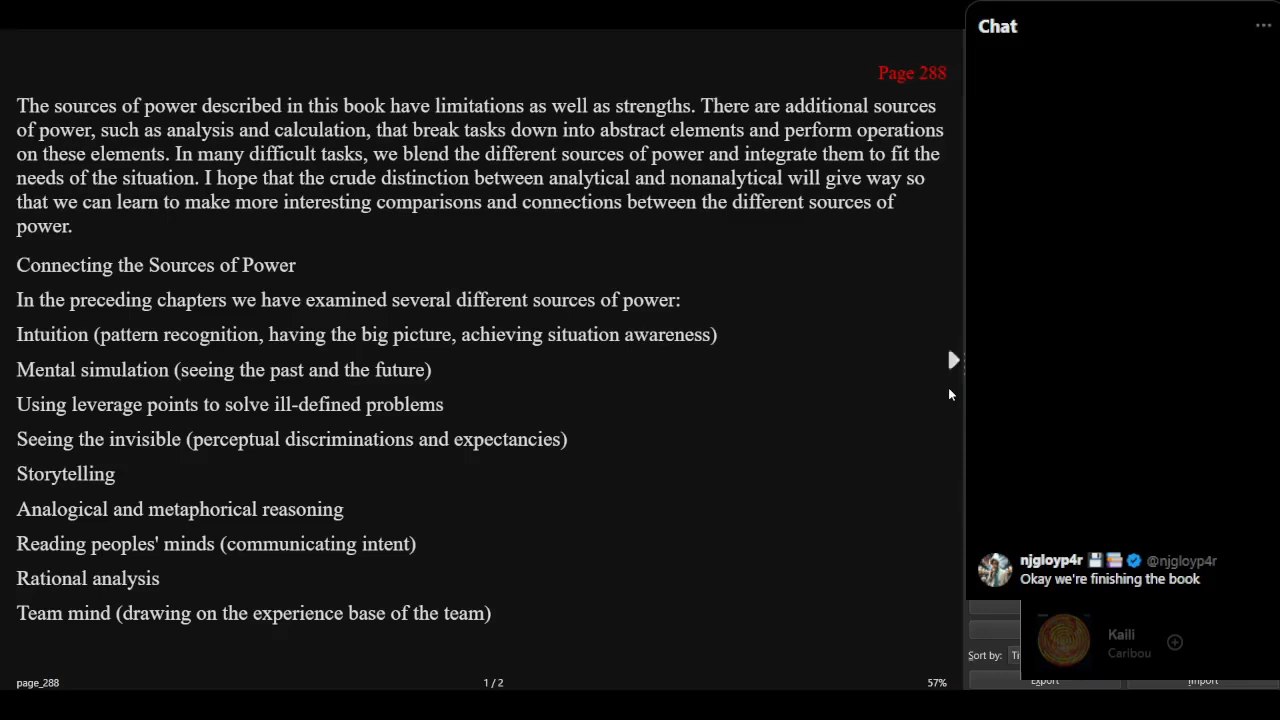 Chat
Page 288
The sources of power described in this book have limitations as well as strengths. There are additional sources
of power, such as analysis and calculation, that break tasks down into abstract elements and perform operations
on these elements. In many difficult tasks, we blend the different sources of power and integrate them to fit the
needs of the situation. I hope that the crude distinction between analytical and nonanalytical will give way so
that we can learn to make more interesting comparisons and connections between the different sources of
power.
Connecting the Sources of Power
In the preceding chapters we have examined several different sources of power:
Intuition (pattern recognition, having the big picture, achieving situation awareness)
Mental simulation (seeing the past and the future)
Using leverage points to solve ill-defined problems
Seeing the invisible (perceptual discriminations and expectancies)
Storytelling
Analogical and metaphorical reasoning
Reading peoples' minds (communicating intent)
Rational analysis
Team mind (drawing on the experience base of the team)
page_288
1 / 2
57%
njgloyp4r @njgloyp4r
Okay we're finishing the book
Kaili
Caribou
Sort by:
Export
Import